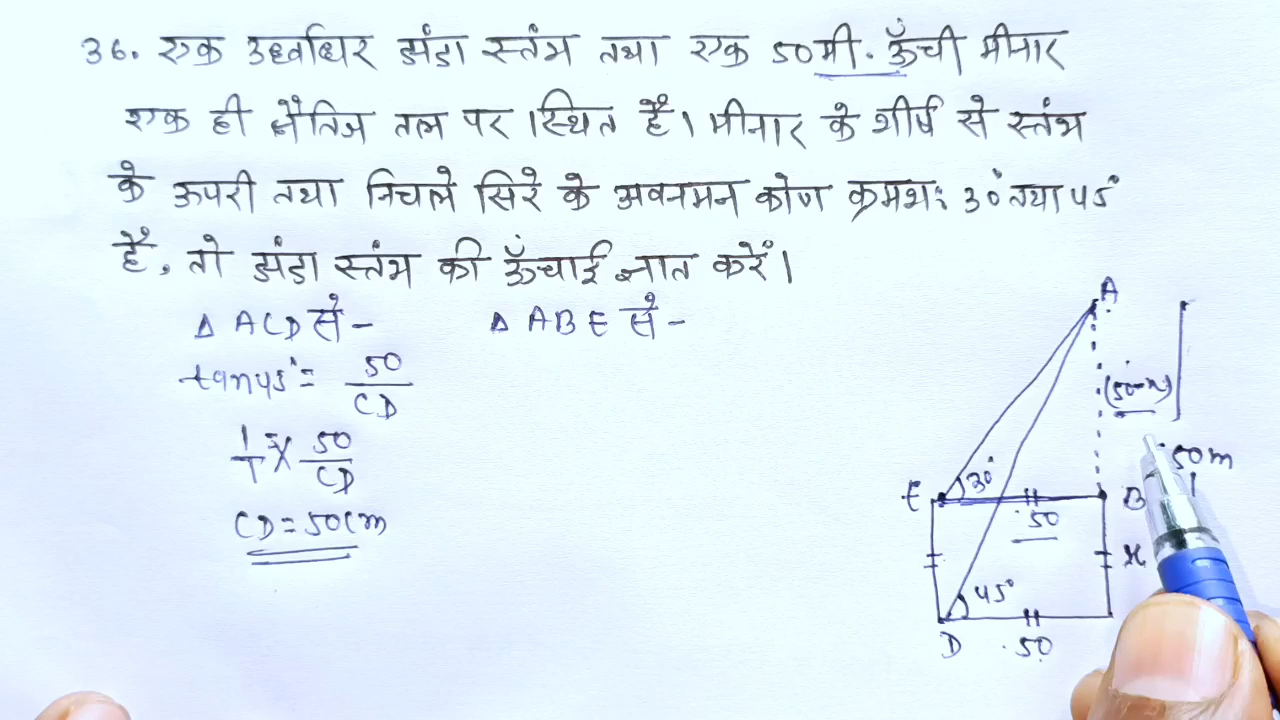 36. एक उर्ध्वाधर झंडा स्तंभ तथा एक 50मी. ऊँची मीनार
एक ही क्षैतिज तल पर स्थित है। मीनार के शीर्ष से स्तंभ
के ऊपरी तथा निचले सिरे के अवनमन कोण क्रमशः 30° तथा 45°
है, तो झंडा स्तंभ की ऊँचाई ज्ञात करें।
Δ ACD से - Δ ABE से -
tan45° = 50/CD
1/1 = 50/CD
CD = 50cm
A
(50-x)
50m
E 30° B
50
x
45°
D 50